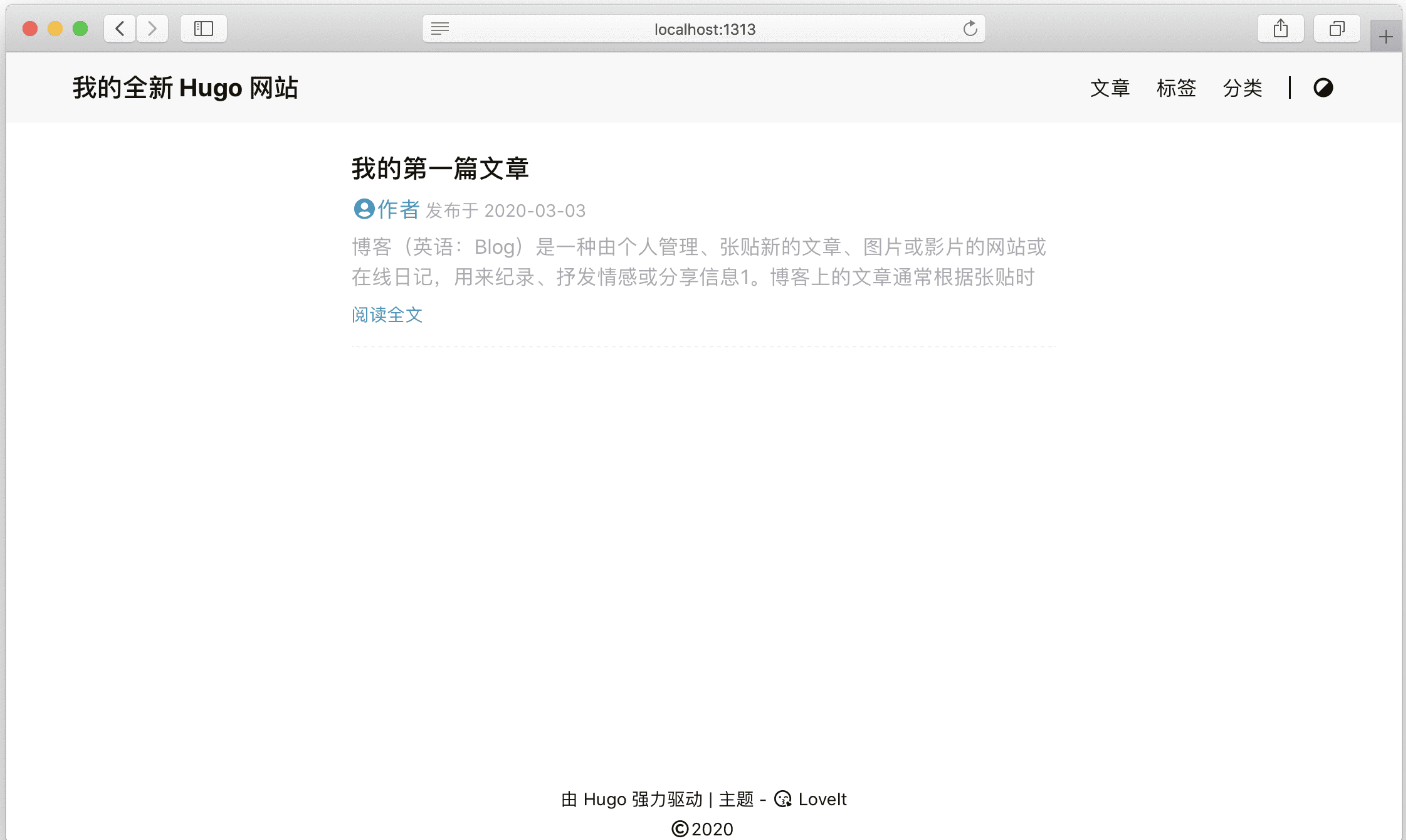 localhost:1313
我的全新 Hugo 网站
文章 标签 分类 |
我的第一篇文章
作者 发布于 2020-03-03
博客（英语：Blog）是一种由个人管理、张贴新的文章、图片或影片的网站或
在线日记，用来纪录、抒发情感或分享信息1。博客上的文章通常根据张贴时
阅读全文
由 Hugo 强力驱动 | 主题 - LoveIt
©2020